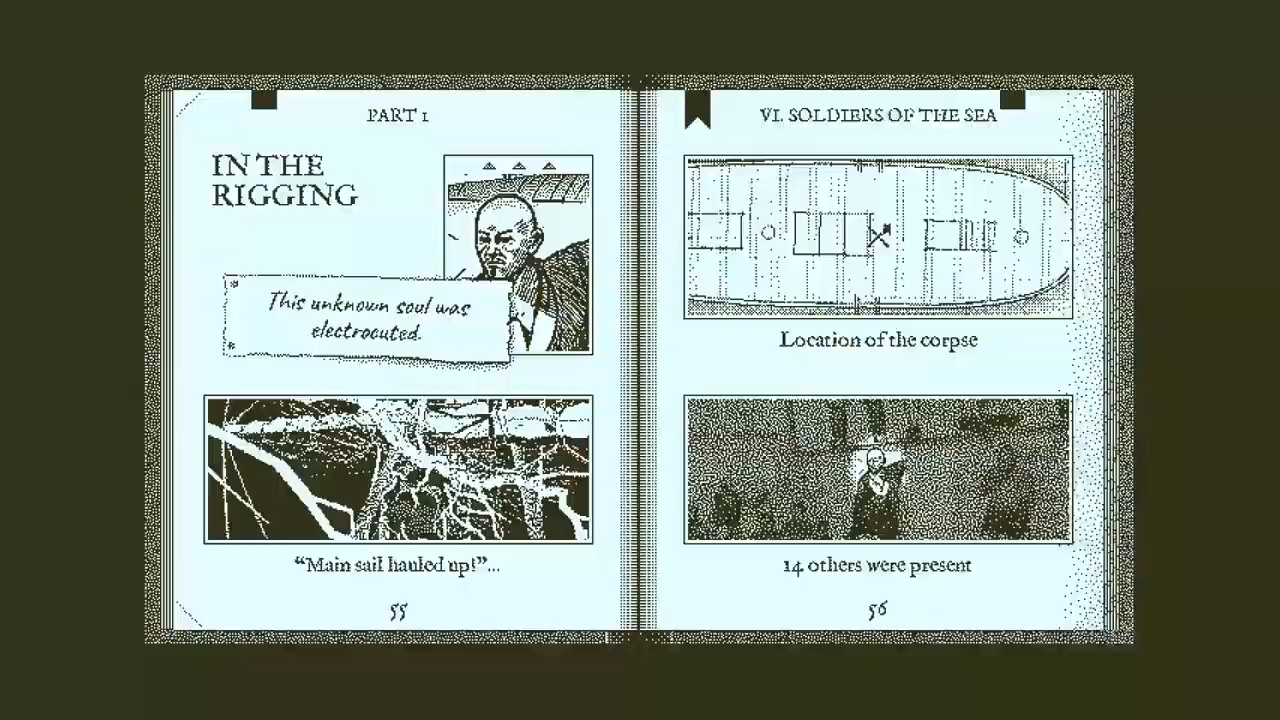 PART 1
IN THE
RIGGING
This unknown soul was
electrocuted.
“Main sail hauled up!”...
55
VI. SOLDIERS OF THE SEA
Location of the corpse
14 others were present
56